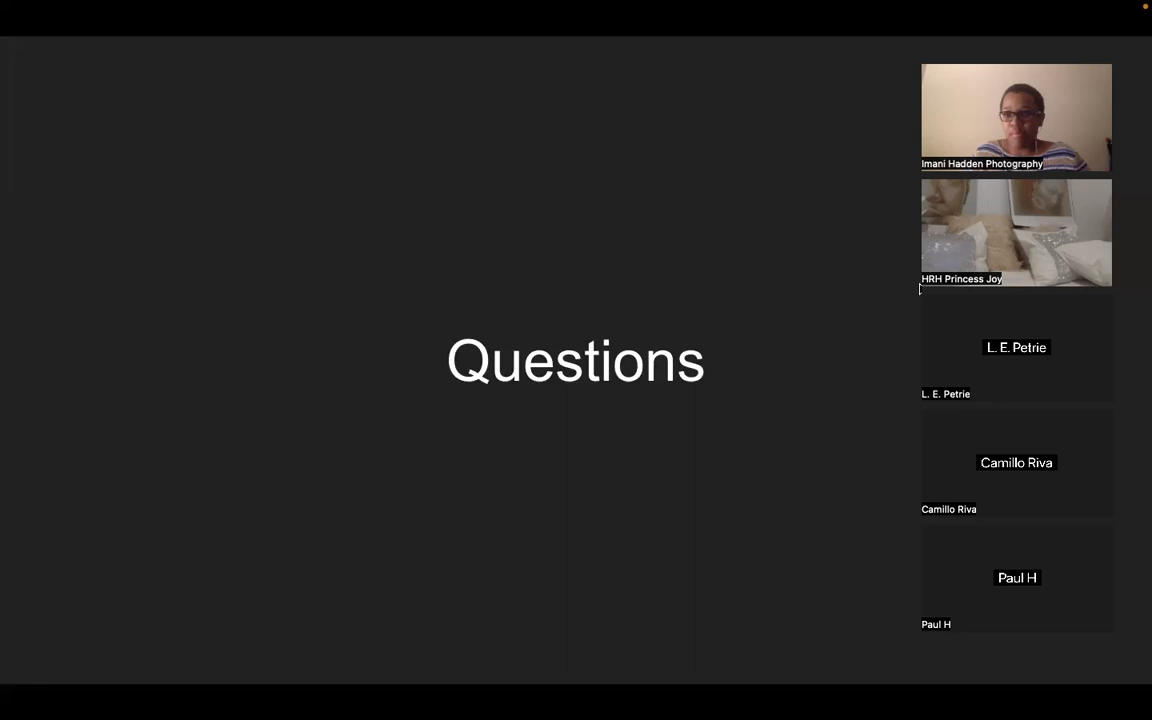 Imani Hadden Photography
HRH Princess Joy
Questions
L. E. Petrie
L. E. Petrie
Camillo Riva
Camillo Riva
Paul H
Paul H